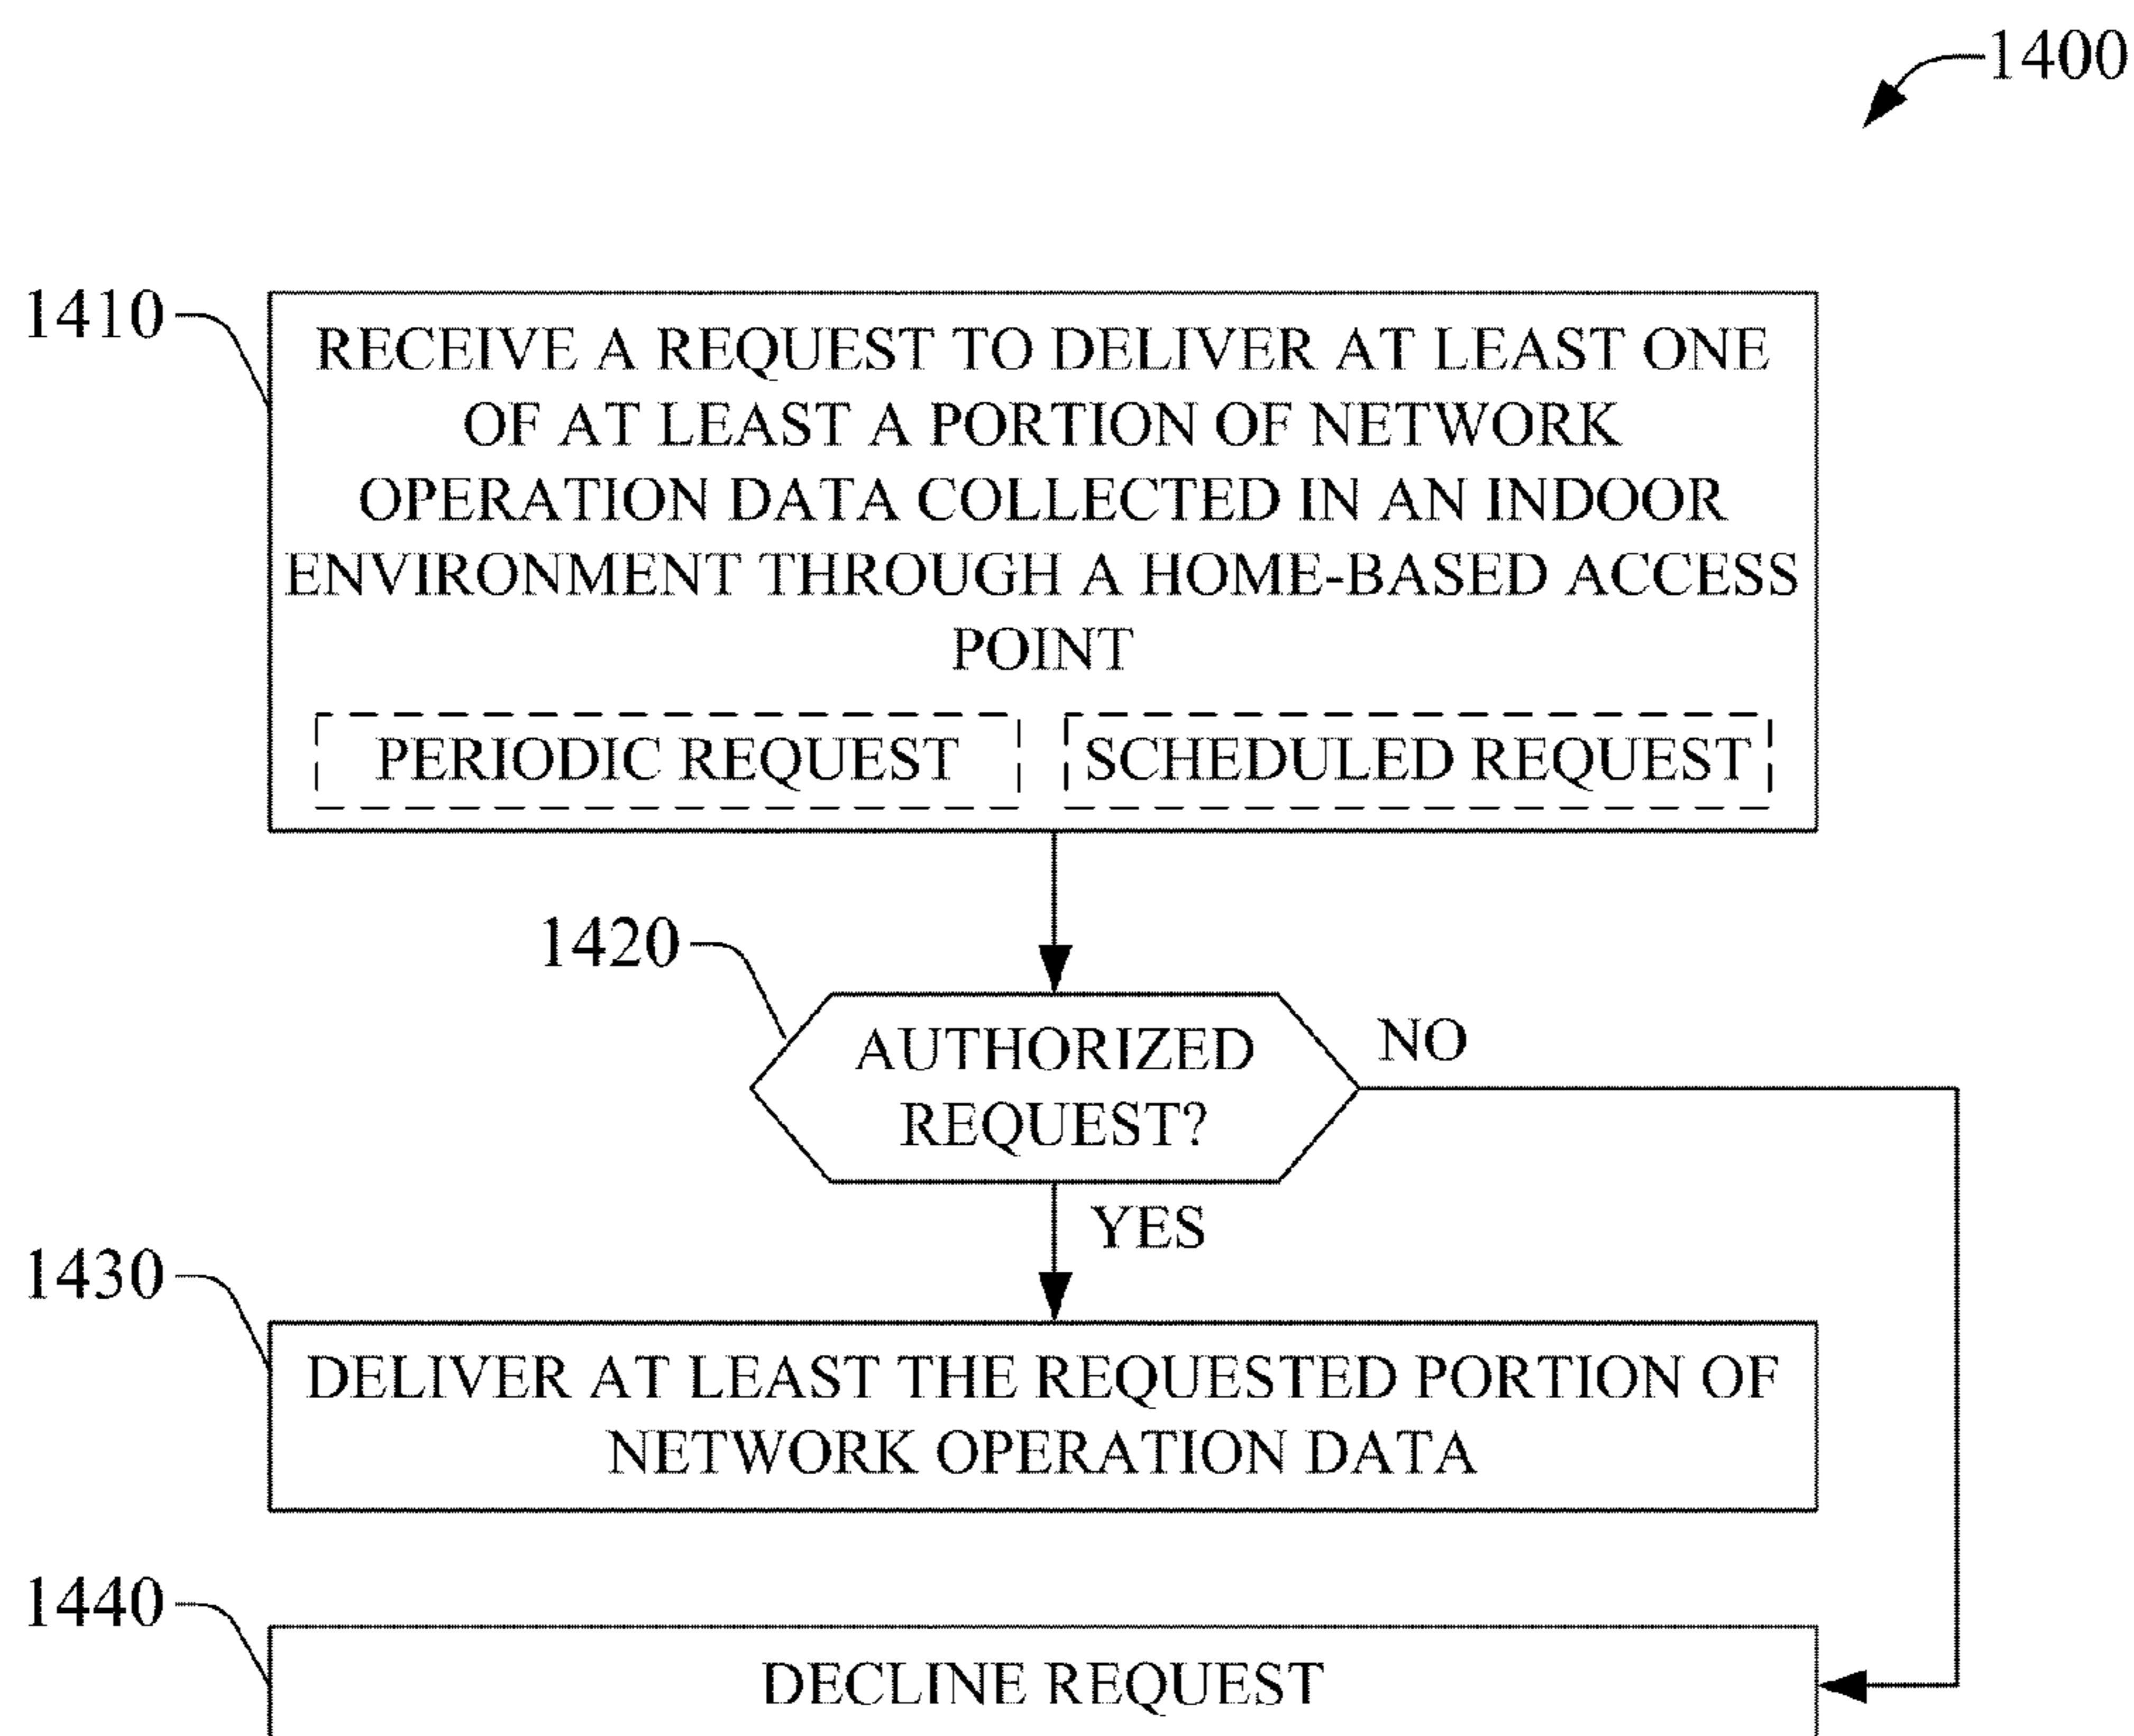 1400
1410
RECEIVE A REQUEST TO DELIVER AT LEAST ONE
OF AT LEAST A PORTION OF NETWORK
OPERATION DATA COLLECTED IN AN INDOOR
ENVIRONMENT THROUGH A HOME-BASED ACCESS
POINT
PERIODIC REQUEST
SCHEDULED REQUEST
1420
AUTHORIZED
REQUEST?
NO
YES
1430
DELIVER AT LEAST THE REQUESTED PORTION OF
NETWORK OPERATION DATA
1440
DECLINE REQUEST